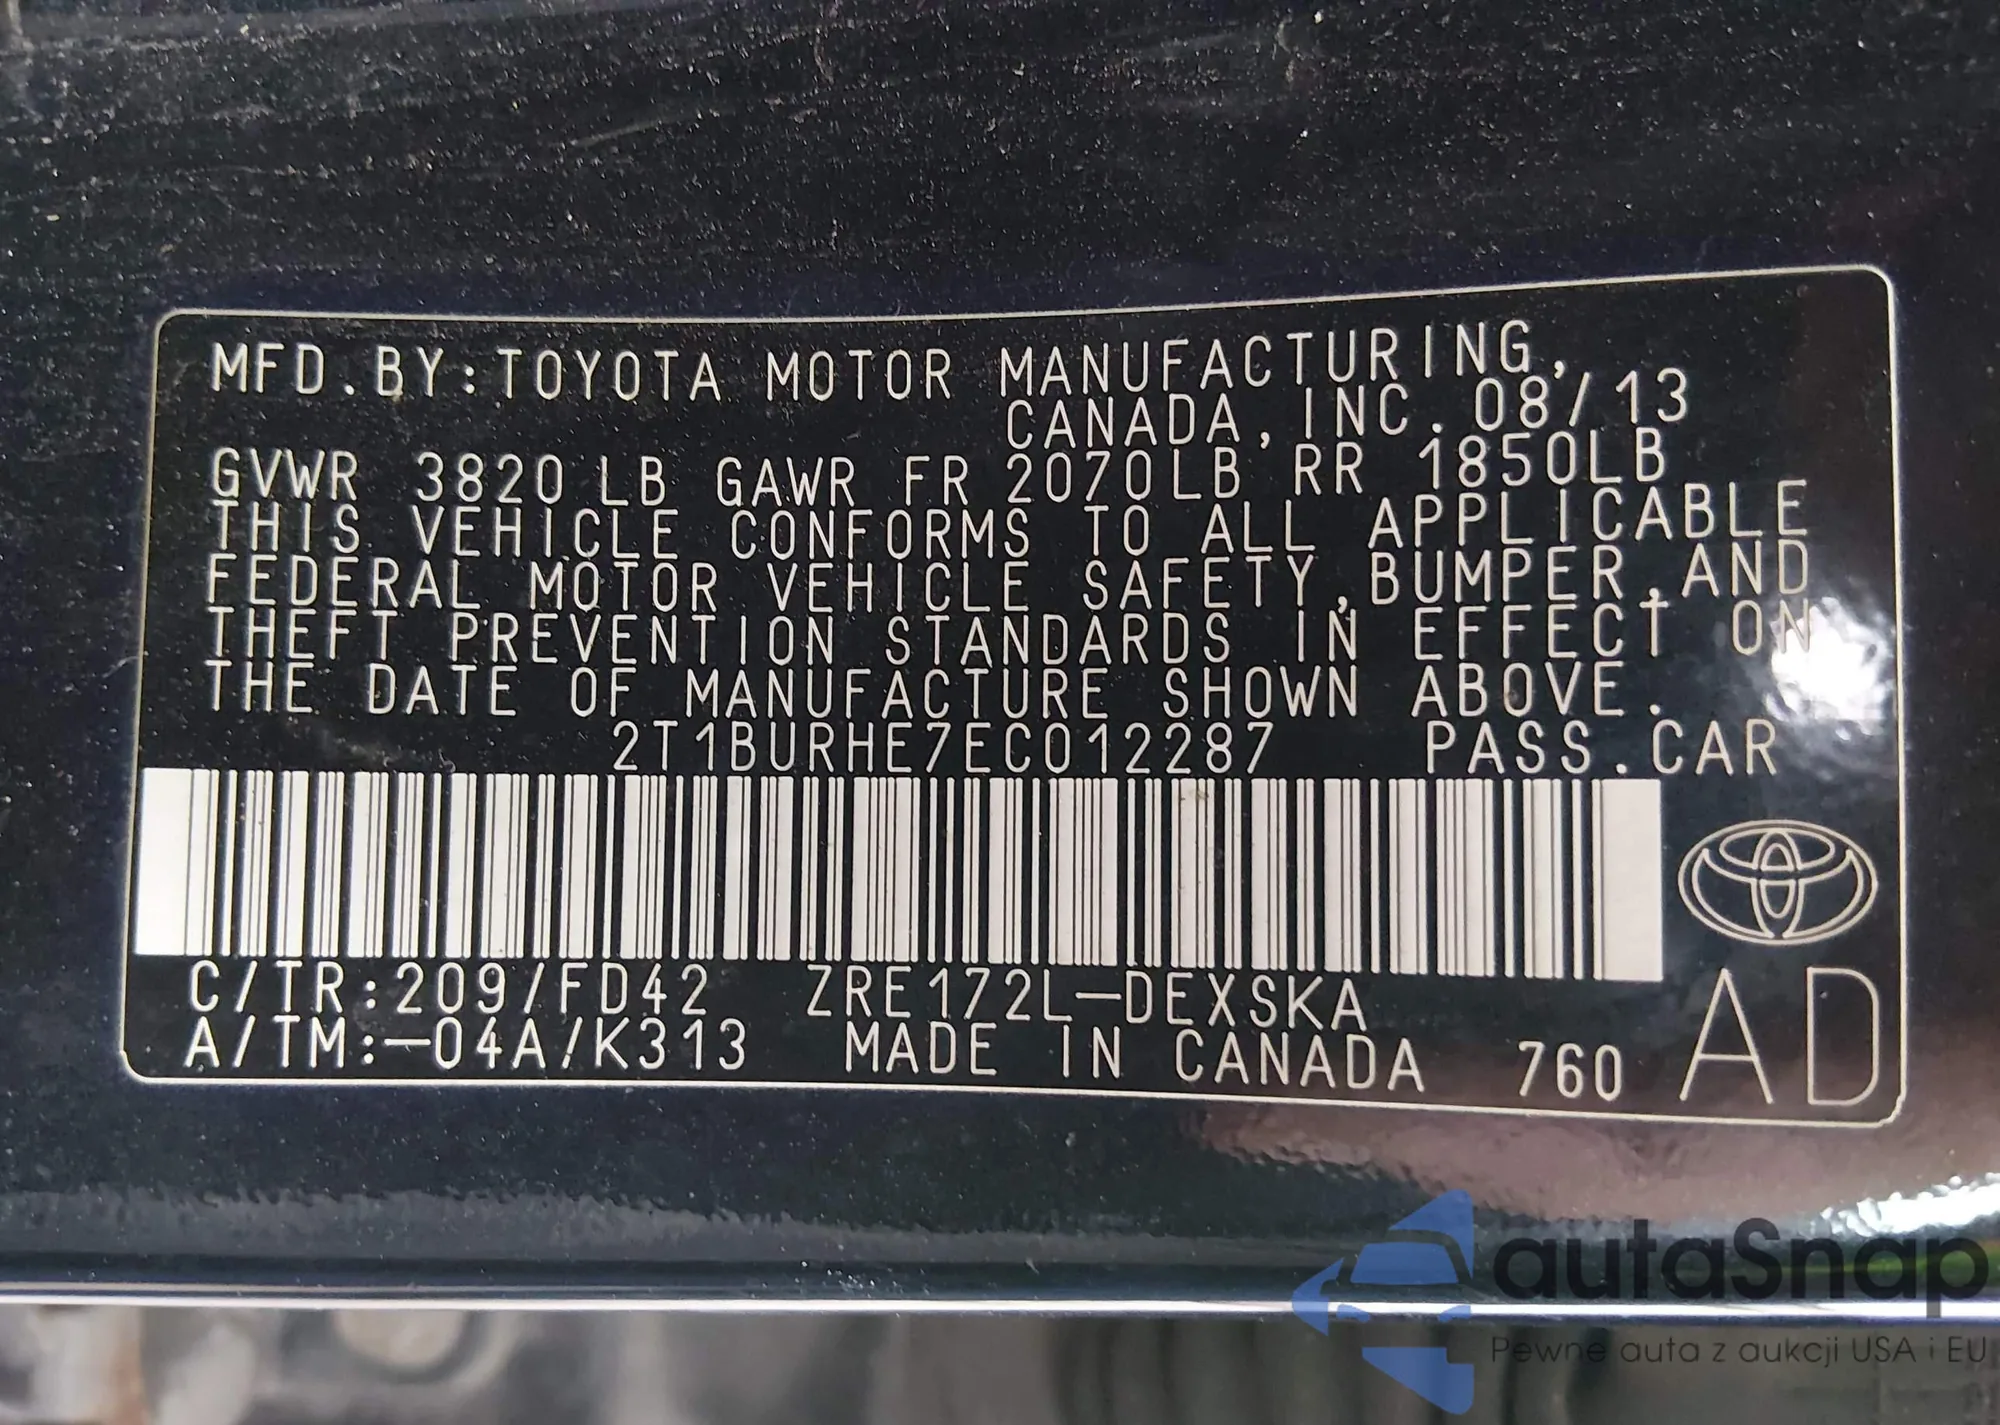 MFD.BY:TOYOTA MOTOR MANUFACTURING,
CANADA,INC. 08/13
GVWR 3820 LB GAWR FR 2070LB RR 1850LB
THIS VEHICLE CONFORMS TO ALL APPLICABLE
FEDERAL MOTOR VEHICLE SAFETY,BUMPER,AND
THEFT PREVENTION STANDARDS IN EFFECT ON
THE DATE OF MANUFACTURE SHOWN ABOVE.
2T1BURHE7EC012287 PASS.CAR
C/TR:209/FD42 ZRE172L-DEXSKA
A/TM:-04A/K313 MADE IN CANADA 760
AD
autaSnap
Pewne auta z aukcji USA i EU